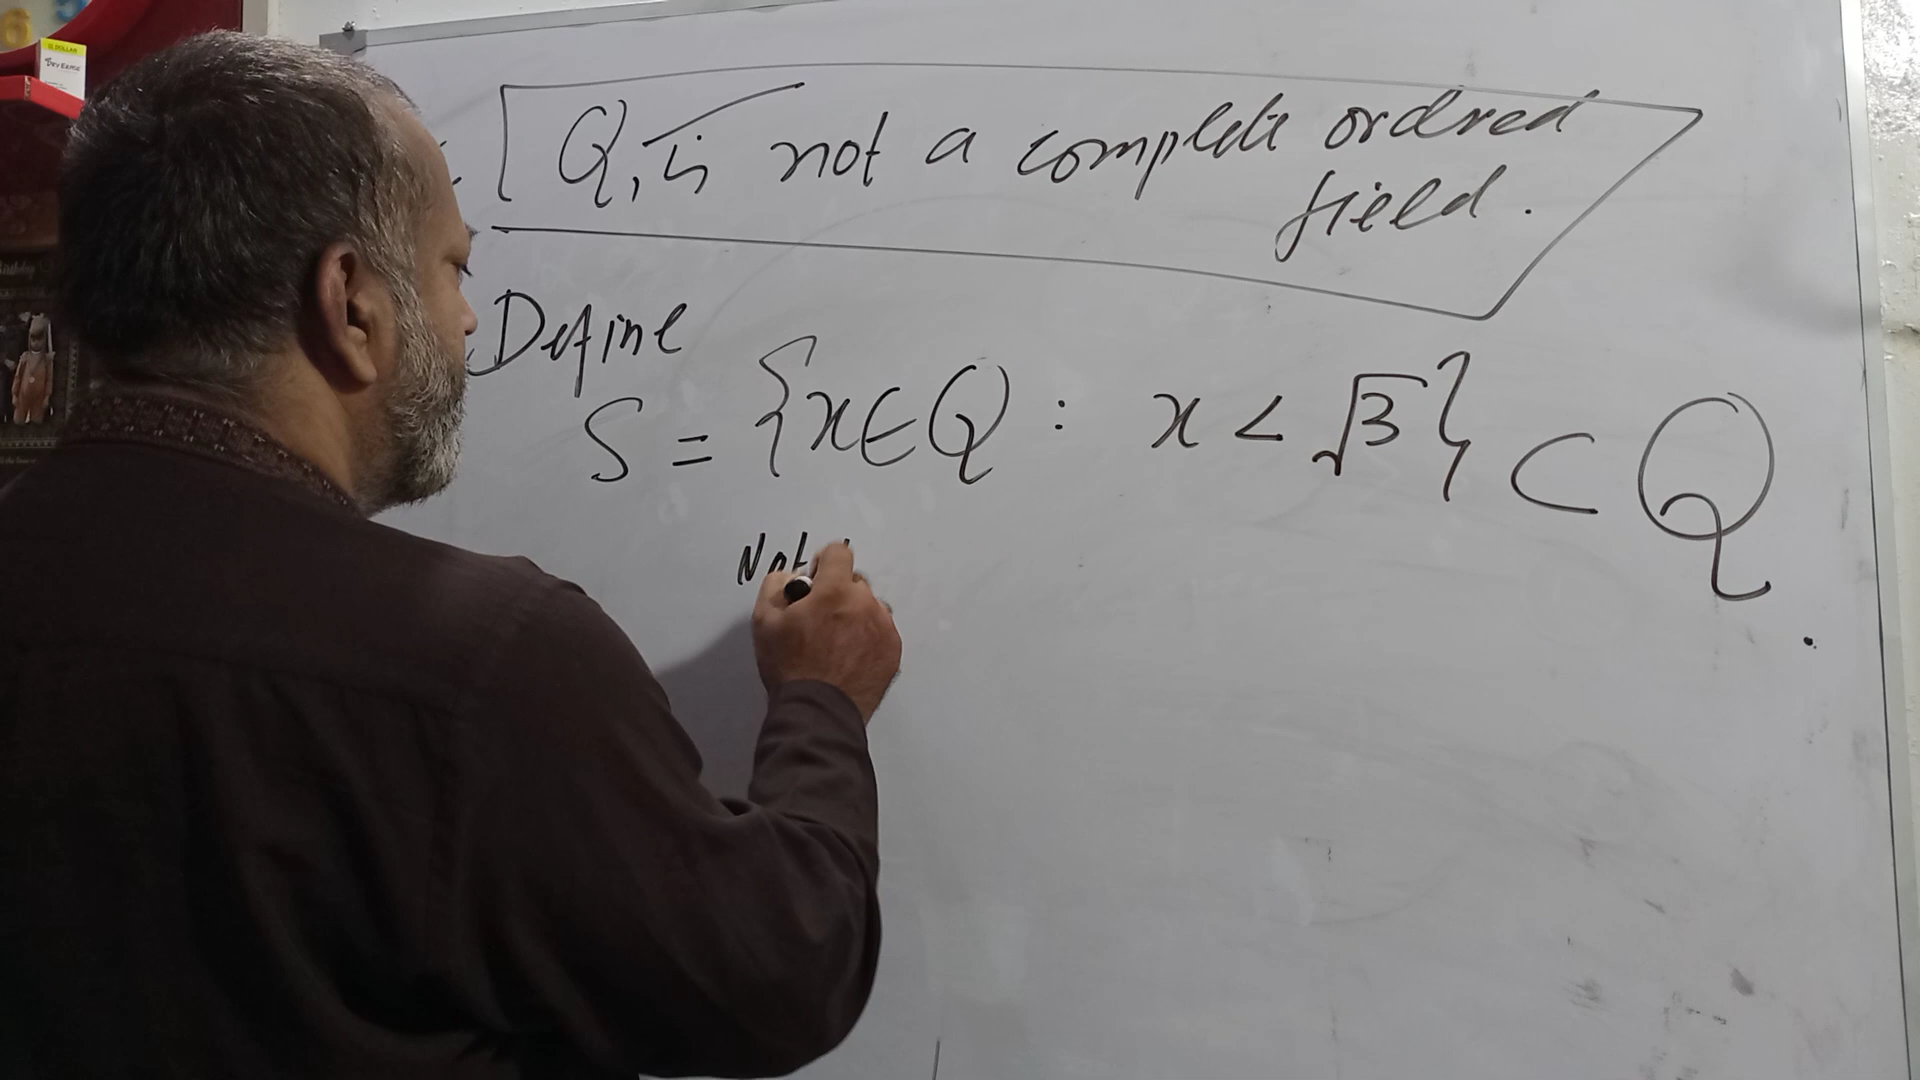 Q, is not a complete ordred
field.
Define
S = {x ∈ Q : x < √3} ⊂ Q